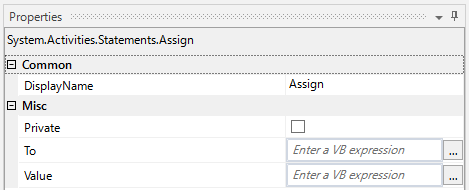 Properties
System.Activities.Statements.Assign
Common
DisplayName Assign
Misc
Private
To Enter a VB expression ...
Value Enter a VB expression ...